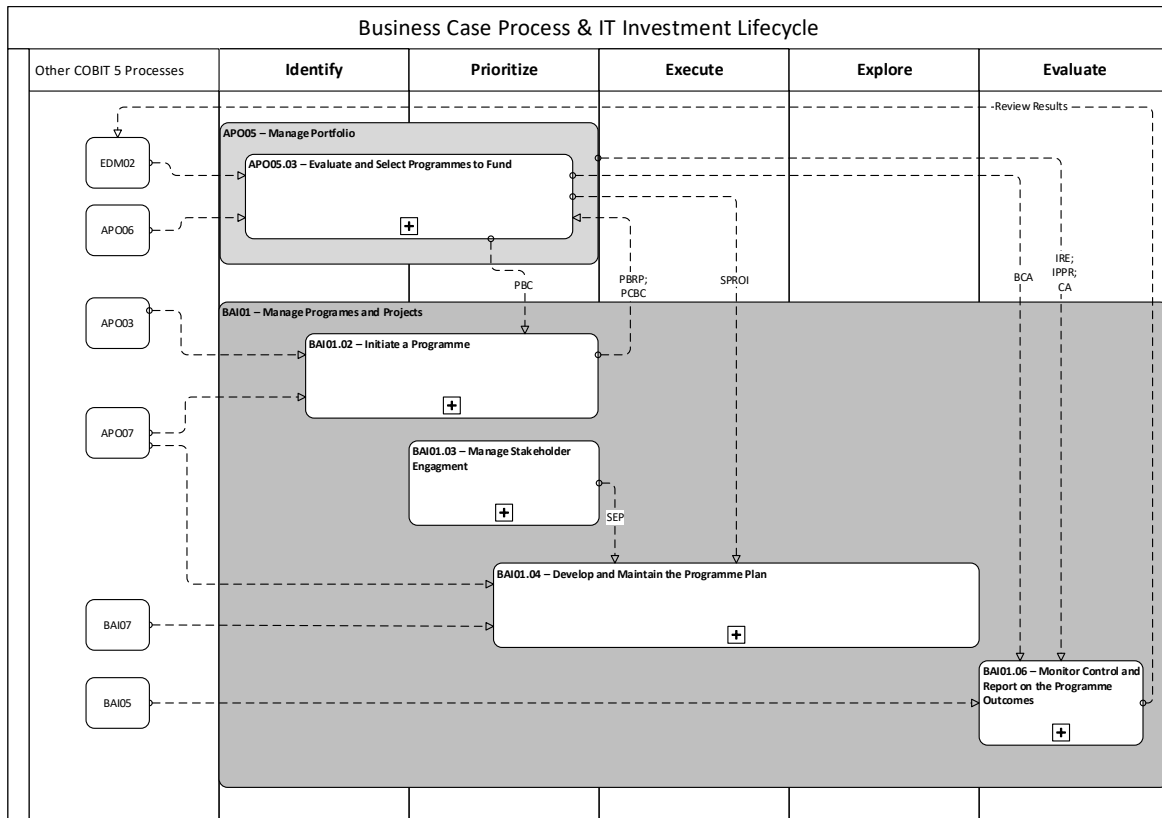 Business Case Process & IT Investment Lifecycle
Other COBIT 5 Processes
Identify
Prioritize
Execute
Explore
Evaluate
Review Results
APO05 – Manage Portfolio
EDM02
APO05.03 – Evaluate and Select Programmes to Fund
APO06
PBC
PBRP;
PCBC
SPROI
BCA
IRE;
IPPR;
CA
APO03
BAI01 – Manage Programes and Projects
BAI01.02 – Initiate a Programme
APO07
BAI01.03 – Manage Stakeholder
Engagment
SEP
BAI01.04 – Develop and Maintain the Programme Plan
BAI07
BAI05
BAI01.06 – Monitor Control and
Report on the Programme
Outcomes